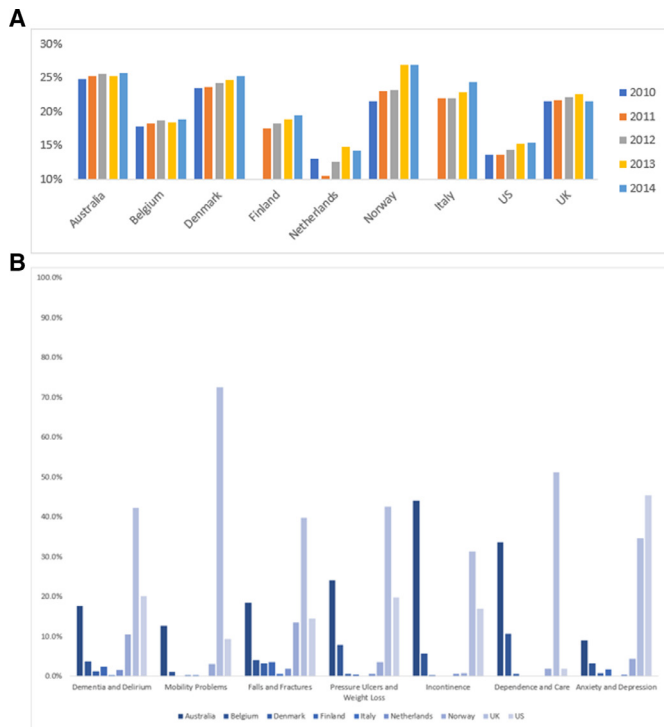 A
30%
25%
20%
15%
10%
Australia
Belgium
Denmark
Finland
Netherlands
Norway
Italy
US
UK
2010
2011
2012
2013
2014
B
100.0%
90.0%
80.0%
70.0%
60.0%
50.0%
40.0%
30.0%
20.0%
10.0%
0.0%
Dementia and Delirium Mobility Problems Falls and Fractures Pressure Ulcers and Weight Loss Incontinence Dependence and Care Anxiety and Depression
Australia Belgium Denmark Finland Italy Netherlands Norway UK US